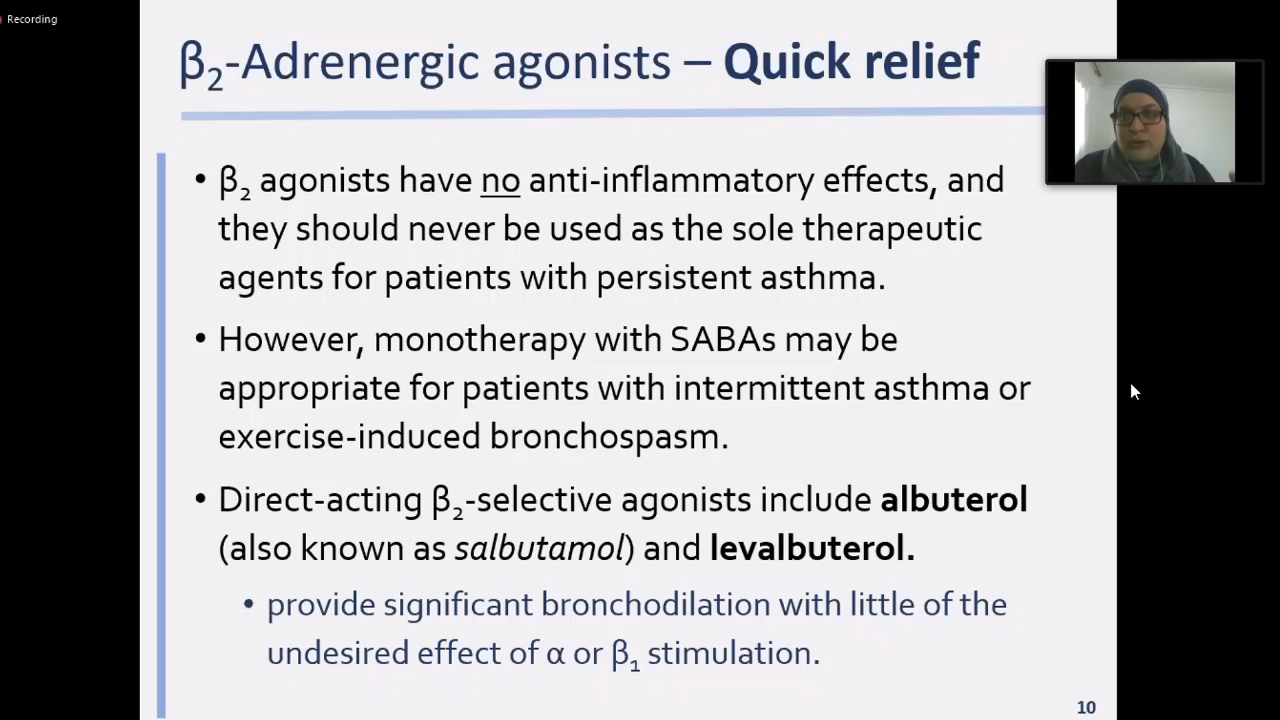 Recording
β₂-Adrenergic agonists – Quick relief
• β₂ agonists have no anti-inflammatory effects, and
they should never be used as the sole therapeutic
agents for patients with persistent asthma.
• However, monotherapy with SABAs may be
appropriate for patients with intermittent asthma or
exercise-induced bronchospasm.
• Direct-acting β₂-selective agonists include albuterol
(also known as salbutamol) and levalbuterol.
• provide significant bronchodilation with little of the
undesired effect of α or β₁ stimulation.
10